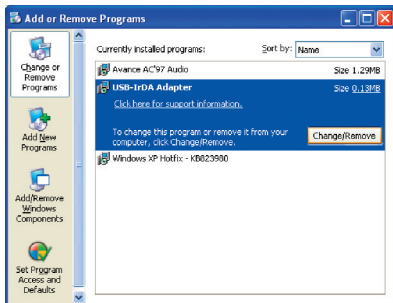 Add or Remove Programs
Currently installed programs:
Sort by: Name
Change or
Remove
Programs
Add New
Programs
Add/Remove
Windows
Components
Set Program
Access and
Defaults
Avance AC'97 Audio
Size 1.29MB
USB-IrDA Adapter
Size 0.13MB
Click here for support information.
To change this program or remove it from your
computer, click Change/Remove.
Change/Remove
Windows XP Hotfix - KB823980